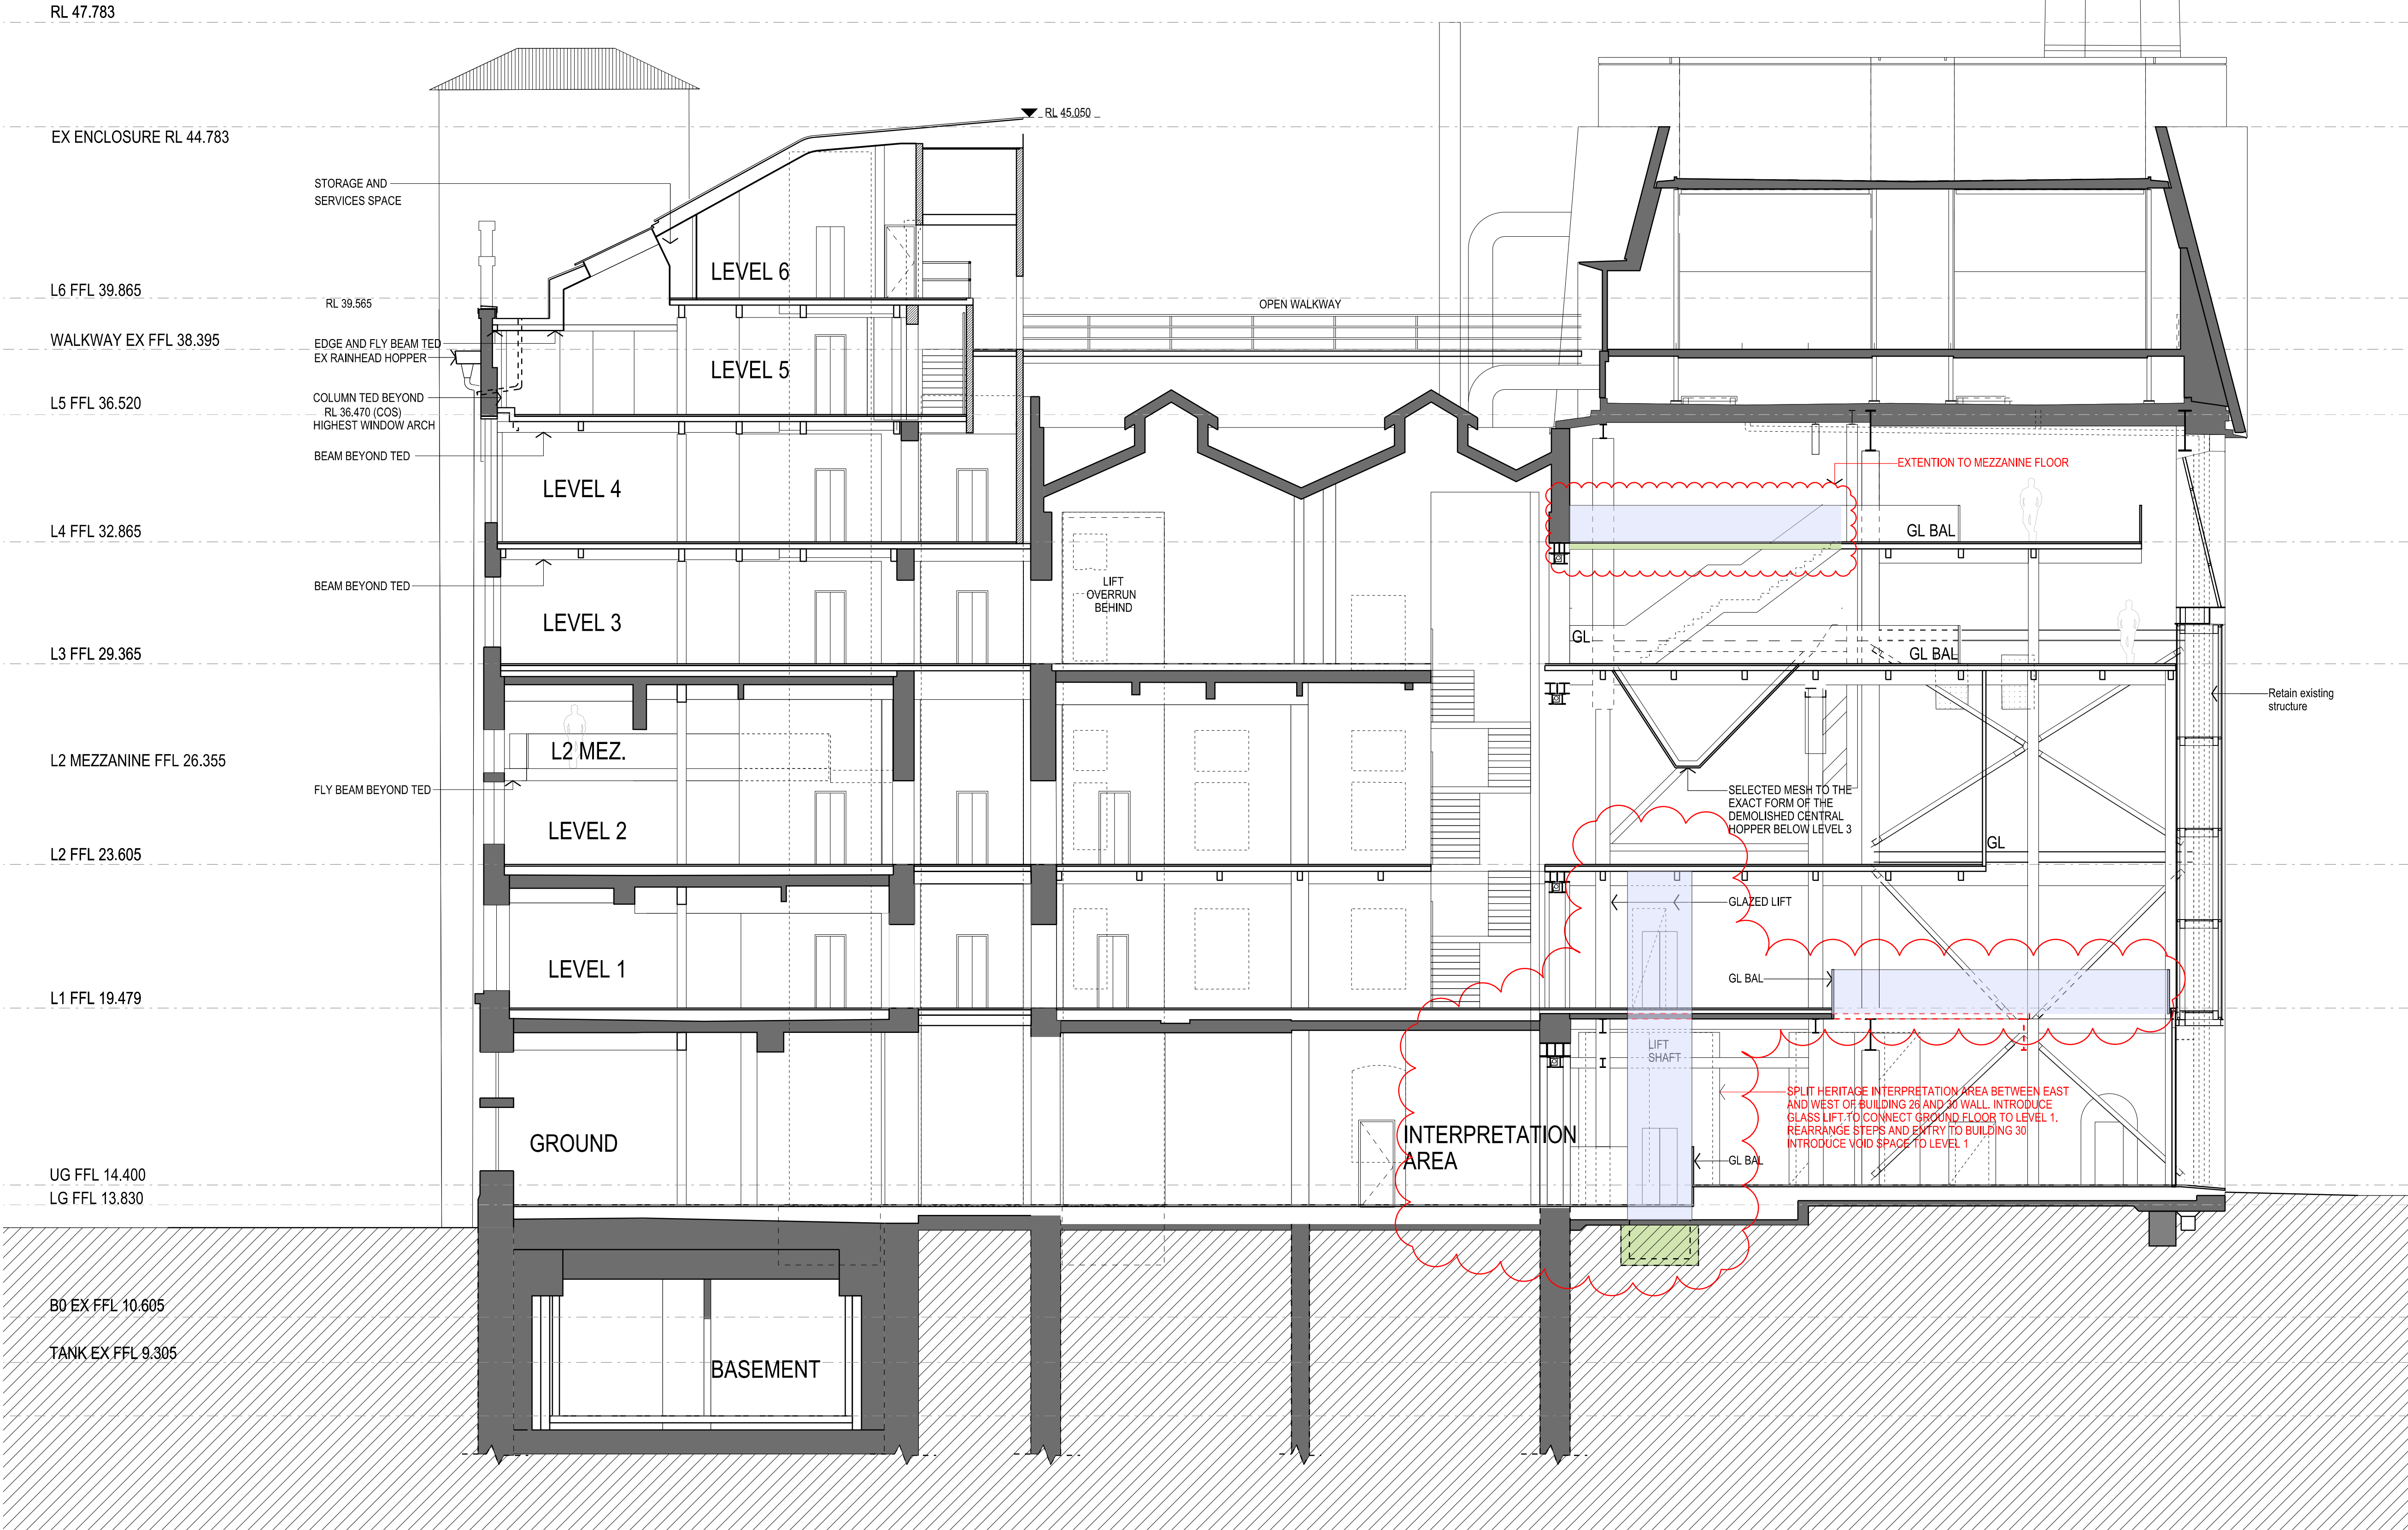 RL 47.783
RL 45.050
EX ENCLOSURE RL 44.783
STORAGE AND
SERVICES SPACE
LEVEL 6
L6 FFL 39.865
RL 39.565
OPEN WALKWAY
WALKWAY EX FFL 38.395
EDGE AND FLY BEAM TED
EX RAINHEAD HOPPER
LEVEL 5
L5 FFL 36.520
COLUMN TED BEYOND
RL 36.470 (COS)
HIGHEST WINDOW ARCH
BEAM BEYOND TED
EXTENTION TO MEZZANINE FLOOR
LEVEL 4
L4 FFL 32.865
GL BAL
BEAM BEYOND TED
LIFT
OVERRUN
BEHIND
LEVEL 3
GL
GL BAL
L3 FFL 29.365
Retain existing
structure
L2 MEZ.
L2 MEZZANINE FFL 26.355
FLY BEAM BEYOND TED
SELECTED MESH TO THE
EXACT FORM OF THE
DEMOLISHED CENTRAL
HOPPER BELOW LEVEL 3
LEVEL 2
GL
L2 FFL 23.605
GLAZED LIFT
LEVEL 1
GL BAL
L1 FFL 19.479
LIFT
SHAFT
SPLIT HERITAGE INTERPRETATION AREA BETWEEN EAST
AND WEST OF BUILDING 26 AND 30 WALL. INTRODUCE
GLASS LIFT TO CONNECT GROUND FLOOR TO LEVEL 1.
REARRANGE STEPS AND ENTRY TO BUILDING 30
INTRODUCE VOID SPACE TO LEVEL 1
GROUND
INTERPRETATION
AREA
GL BAL
UG FFL 14.400
LG FFL 13.830
B0 EX FFL 10.605
TANK EX FFL 9.305
BASEMENT